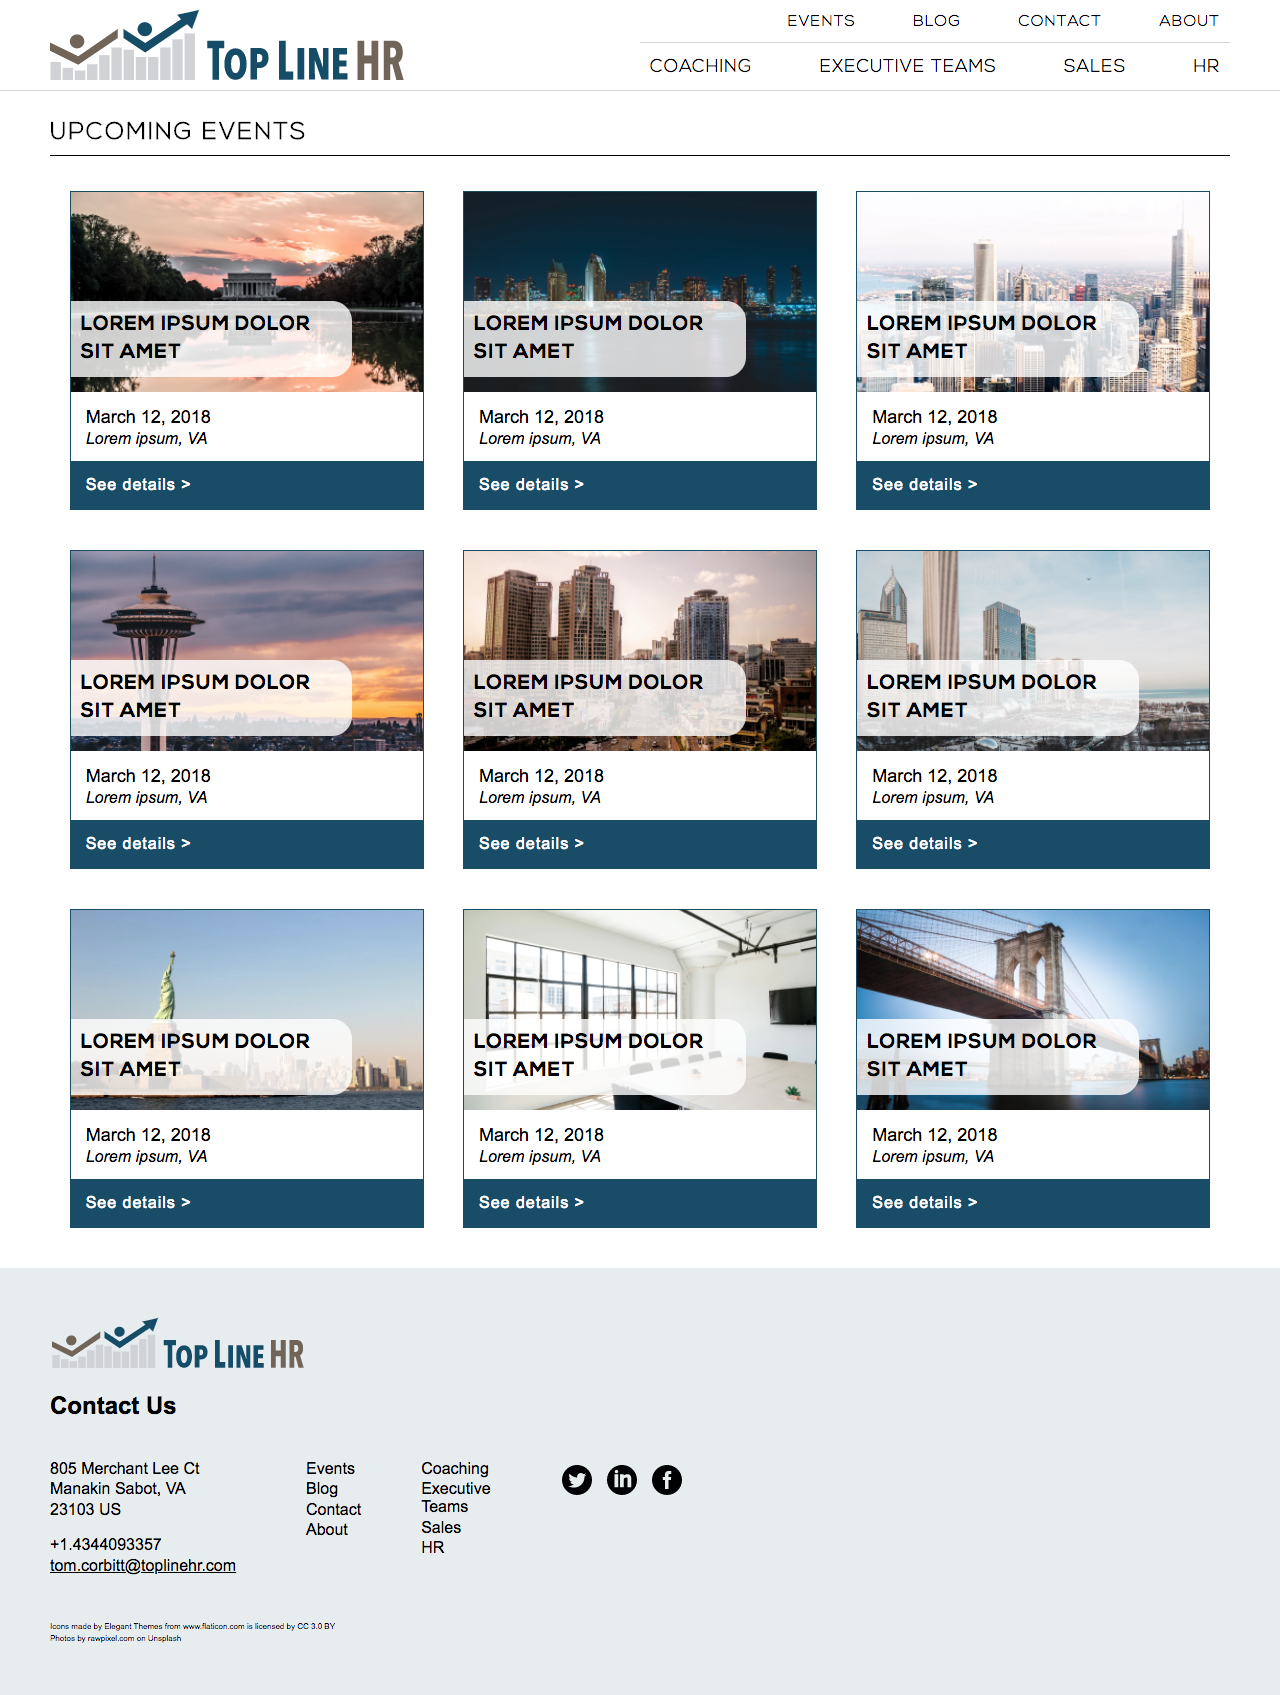 TOP LINE HR
EVENTS BLOG CONTACT ABOUT
COACHING EXECUTIVE TEAMS SALES HR
UPCOMING EVENTS
LOREM IPSUM DOLOR
SIT AMET
March 12, 2018
Lorem ipsum, VA
See details >
LOREM IPSUM DOLOR
SIT AMET
March 12, 2018
Lorem ipsum, VA
See details >
LOREM IPSUM DOLOR
SIT AMET
March 12, 2018
Lorem ipsum, VA
See details >
LOREM IPSUM DOLOR
SIT AMET
March 12, 2018
Lorem ipsum, VA
See details >
LOREM IPSUM DOLOR
SIT AMET
March 12, 2018
Lorem ipsum, VA
See details >
LOREM IPSUM DOLOR
SIT AMET
March 12, 2018
Lorem ipsum, VA
See details >
LOREM IPSUM DOLOR
SIT AMET
March 12, 2018
Lorem ipsum, VA
See details >
LOREM IPSUM DOLOR
SIT AMET
March 12, 2018
Lorem ipsum, VA
See details >
LOREM IPSUM DOLOR
SIT AMET
March 12, 2018
Lorem ipsum, VA
See details >
TOP LINE HR
Contact Us
805 Merchant Lee Ct
Manakin Sabot, VA
23103 US
+1.4344093357
tom.corbitt@toplinehr.com
Events
Blog
Contact
About
Coaching
Executive
Teams
Sales
HR
in
f
Icons made by Elegant Themes from www.flaticon.com is licensed by CC 3.0 BY
Photos by rawpixel.com on Unsplash